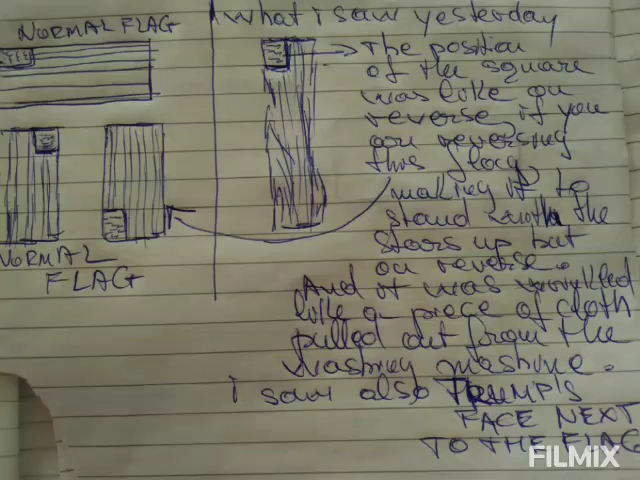 NORMAL FLAG
NORMAL
FLAG
What i saw yesterday
The position
of the square
was like on
reverse if you
are reversing
this flag
making it to
stand with the
stars up but
on reverse.
And it was wrinkled
like a piece of cloth
pulled out from the
washing mashine.
i saw also TRUMP'S
FACE NEXT
TO THE FLAG
FILMIX